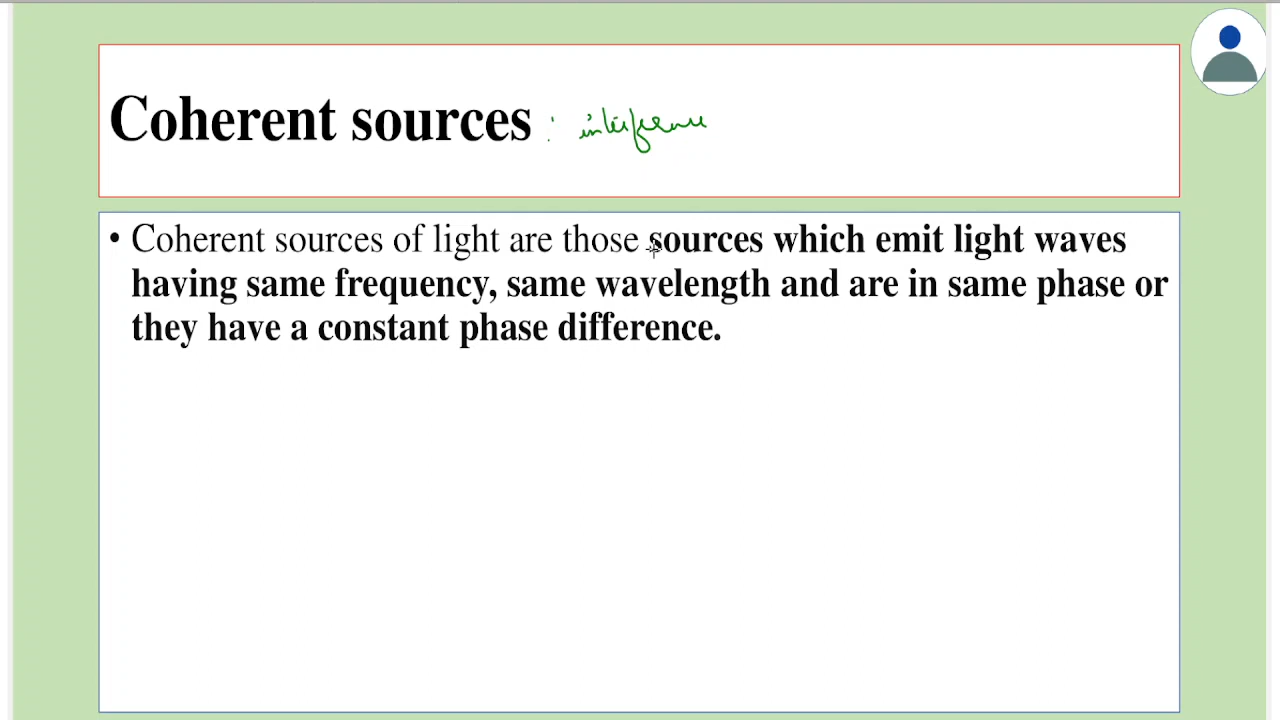 Coherent sources : interference
• Coherent sources of light are those sources which emit light waves
having same frequency, same wavelength and are in same phase or
they have a constant phase difference.